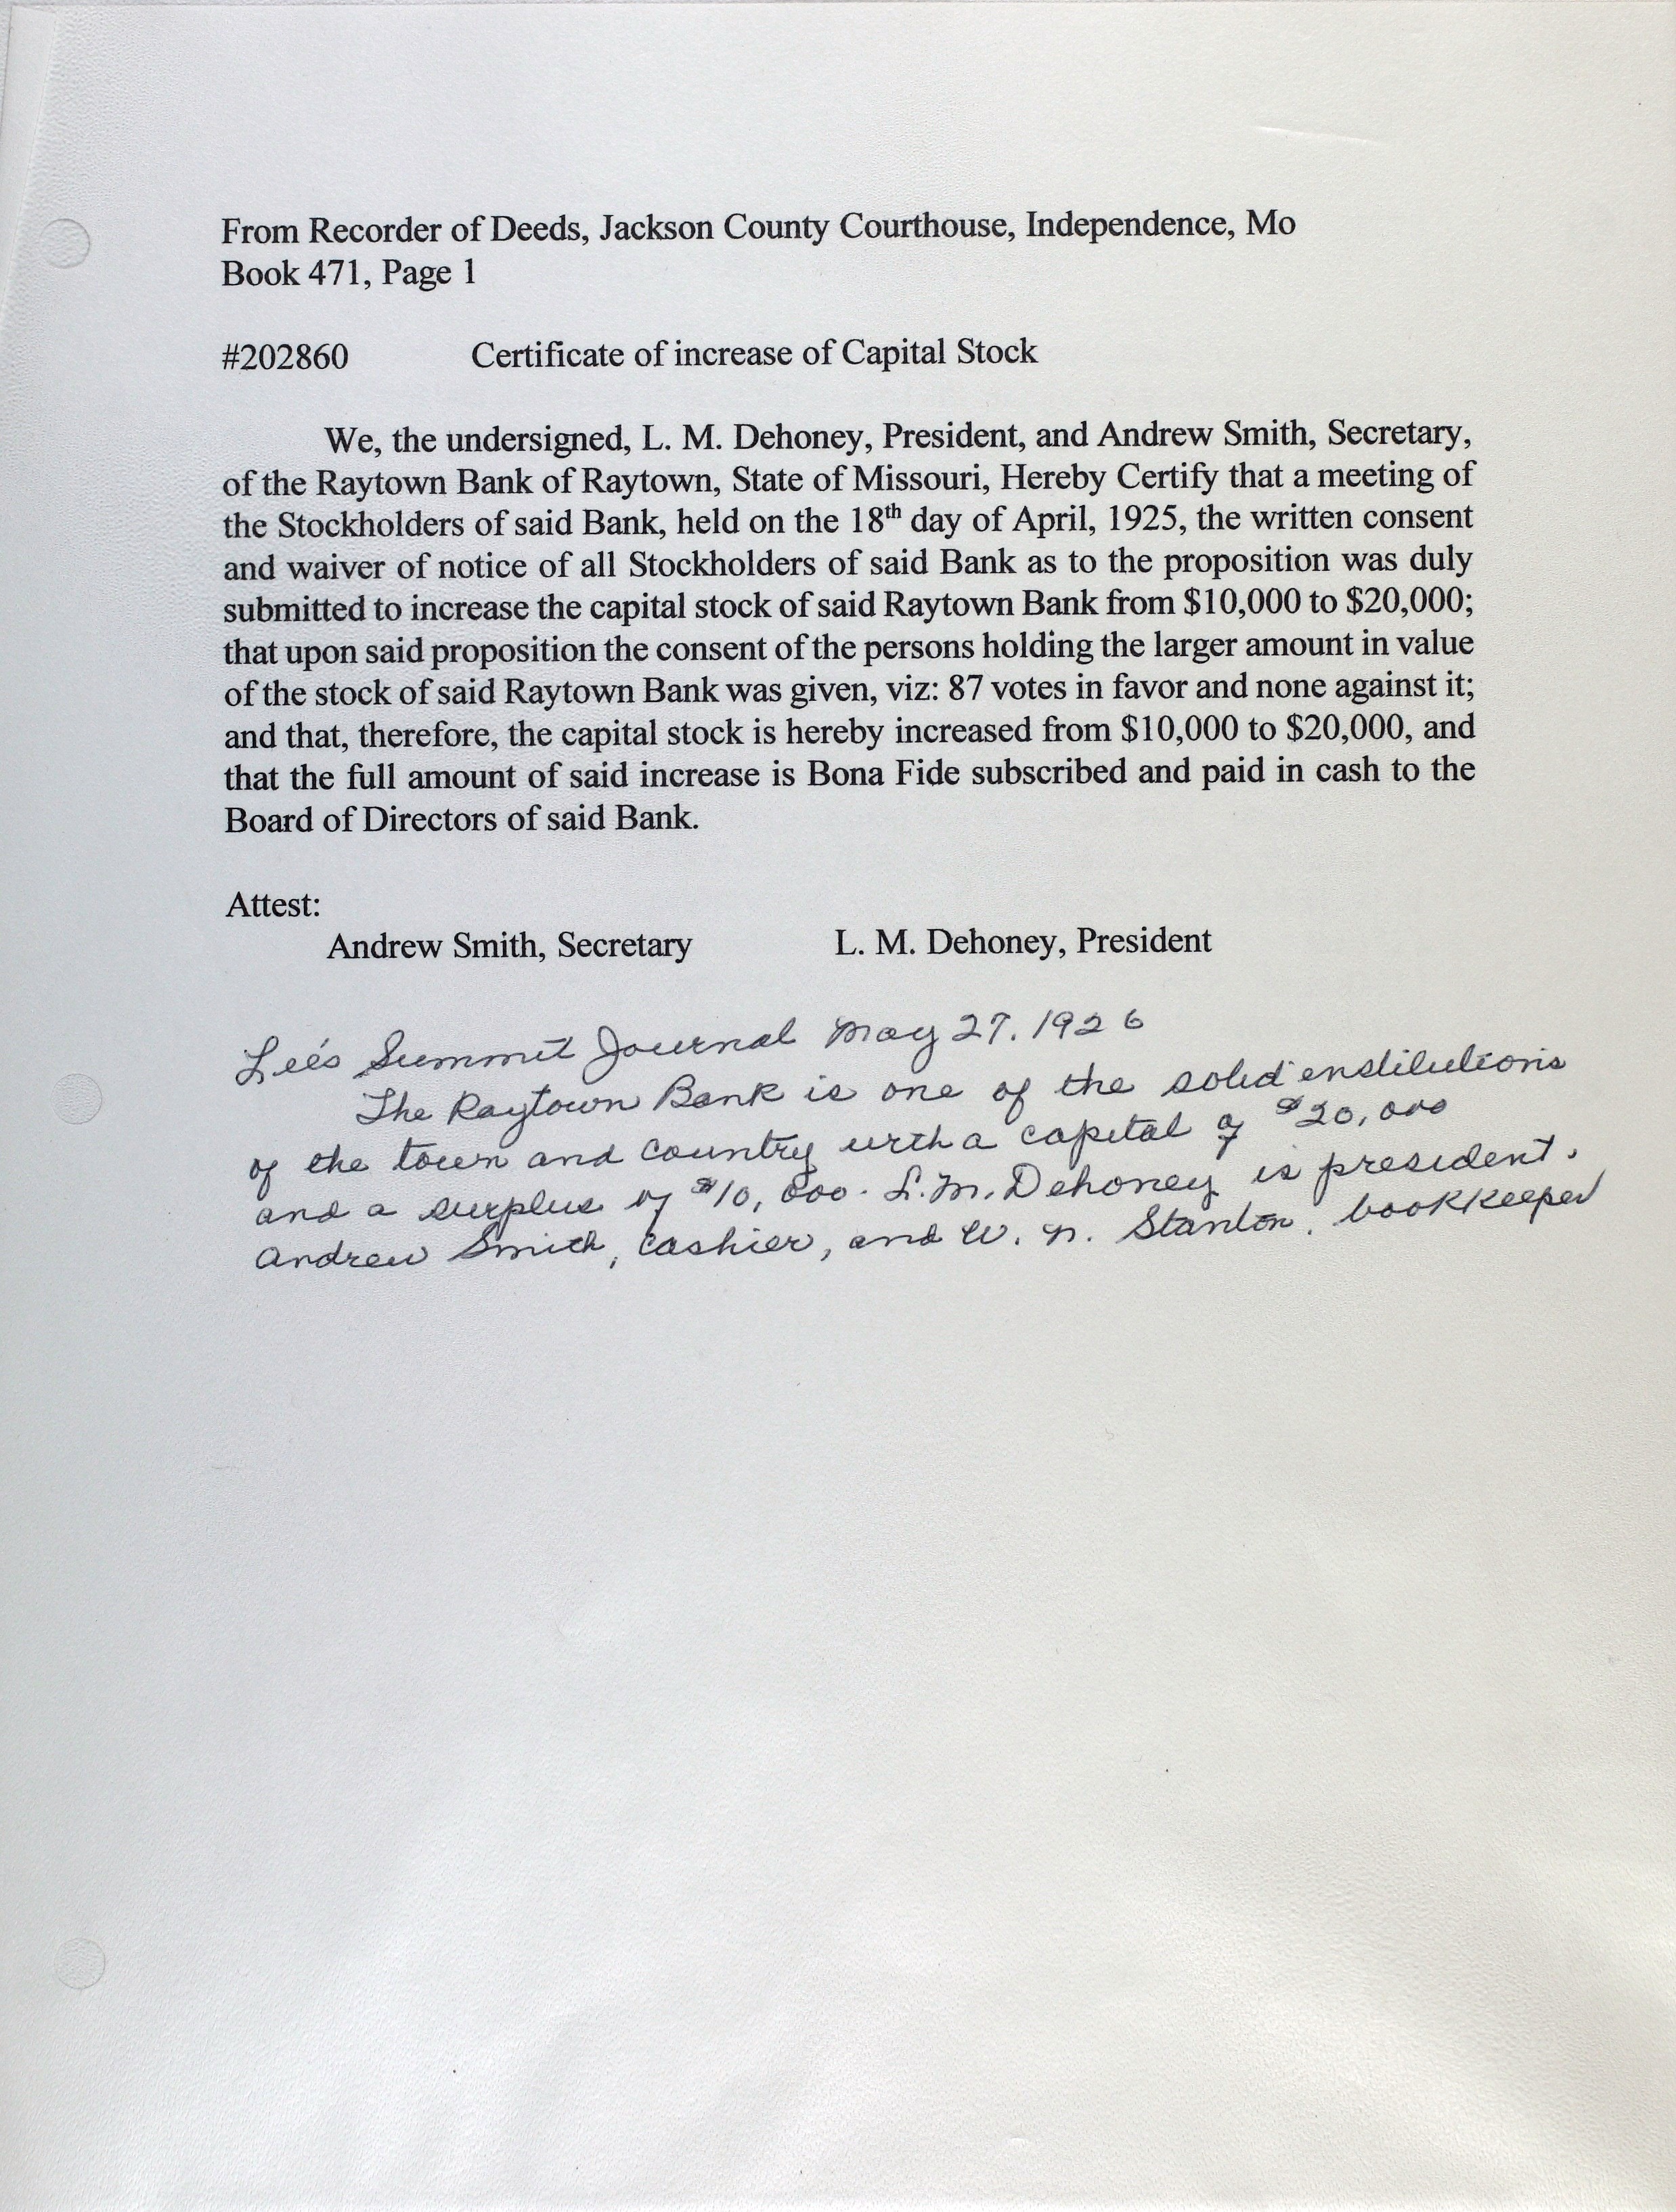 From Recorder of Deeds, Jackson County Courthouse, Independence, Mo
Book 471, Page 1
#202860 Certificate of increase of Capital Stock
We, the undersigned, L. M. Dehoney, President, and Andrew Smith, Secretary,
of the Raytown Bank of Raytown, State of Missouri, Hereby Certify that a meeting of
the Stockholders of said Bank, held on the 18th day of April, 1925, the written consent
and waiver of notice of all Stockholders of said Bank as to the proposition was duly
submitted to increase the capital stock of said Raytown Bank from $10,000 to $20,000;
that upon said proposition the consent of the persons holding the larger amount in value
of the stock of said Raytown Bank was given, viz: 87 votes in favor and none against it;
and that, therefore, the capital stock is hereby increased from $10,000 to $20,000, and
that the full amount of said increase is Bona Fide subscribed and paid in cash to the
Board of Directors of said Bank.
Attest:
Andrew Smith, Secretary L. M. Dehoney, President
Lee's Summit Journal May 27. 1926
The Raytown Bank is one of the solid institutions
of the town and country with a capital of $20,000
and a surplus of $10,000. L. M. Dehoney is president.
Andrew Smith, Cashier, and W. N. Stanton. bookkeeper